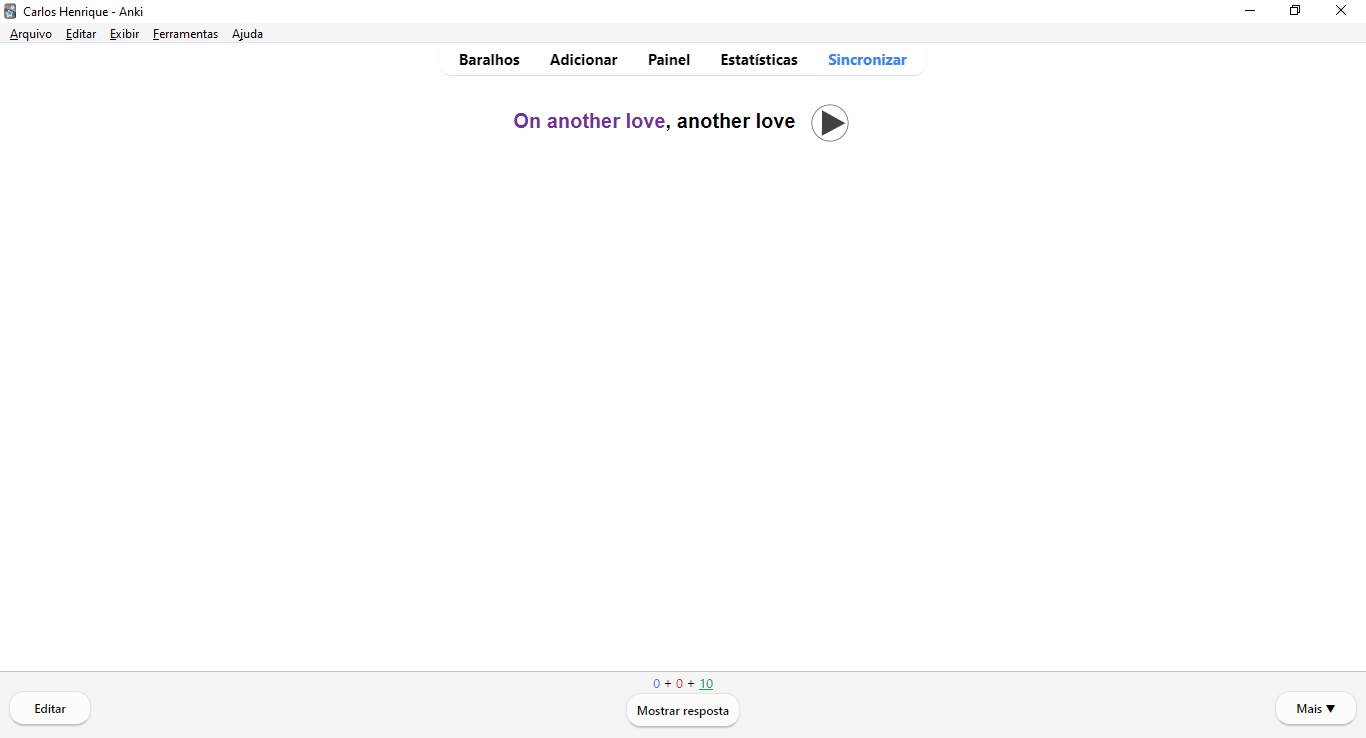 Carlos Henrique - Anki
Arquivo Editar Exibir Ferramentas Ajuda
Baralhos Adicionar Painel Estatísticas Sincronizar
On another love, another love
0 + 0 + 10
Editar Mostrar resposta Mais ▼